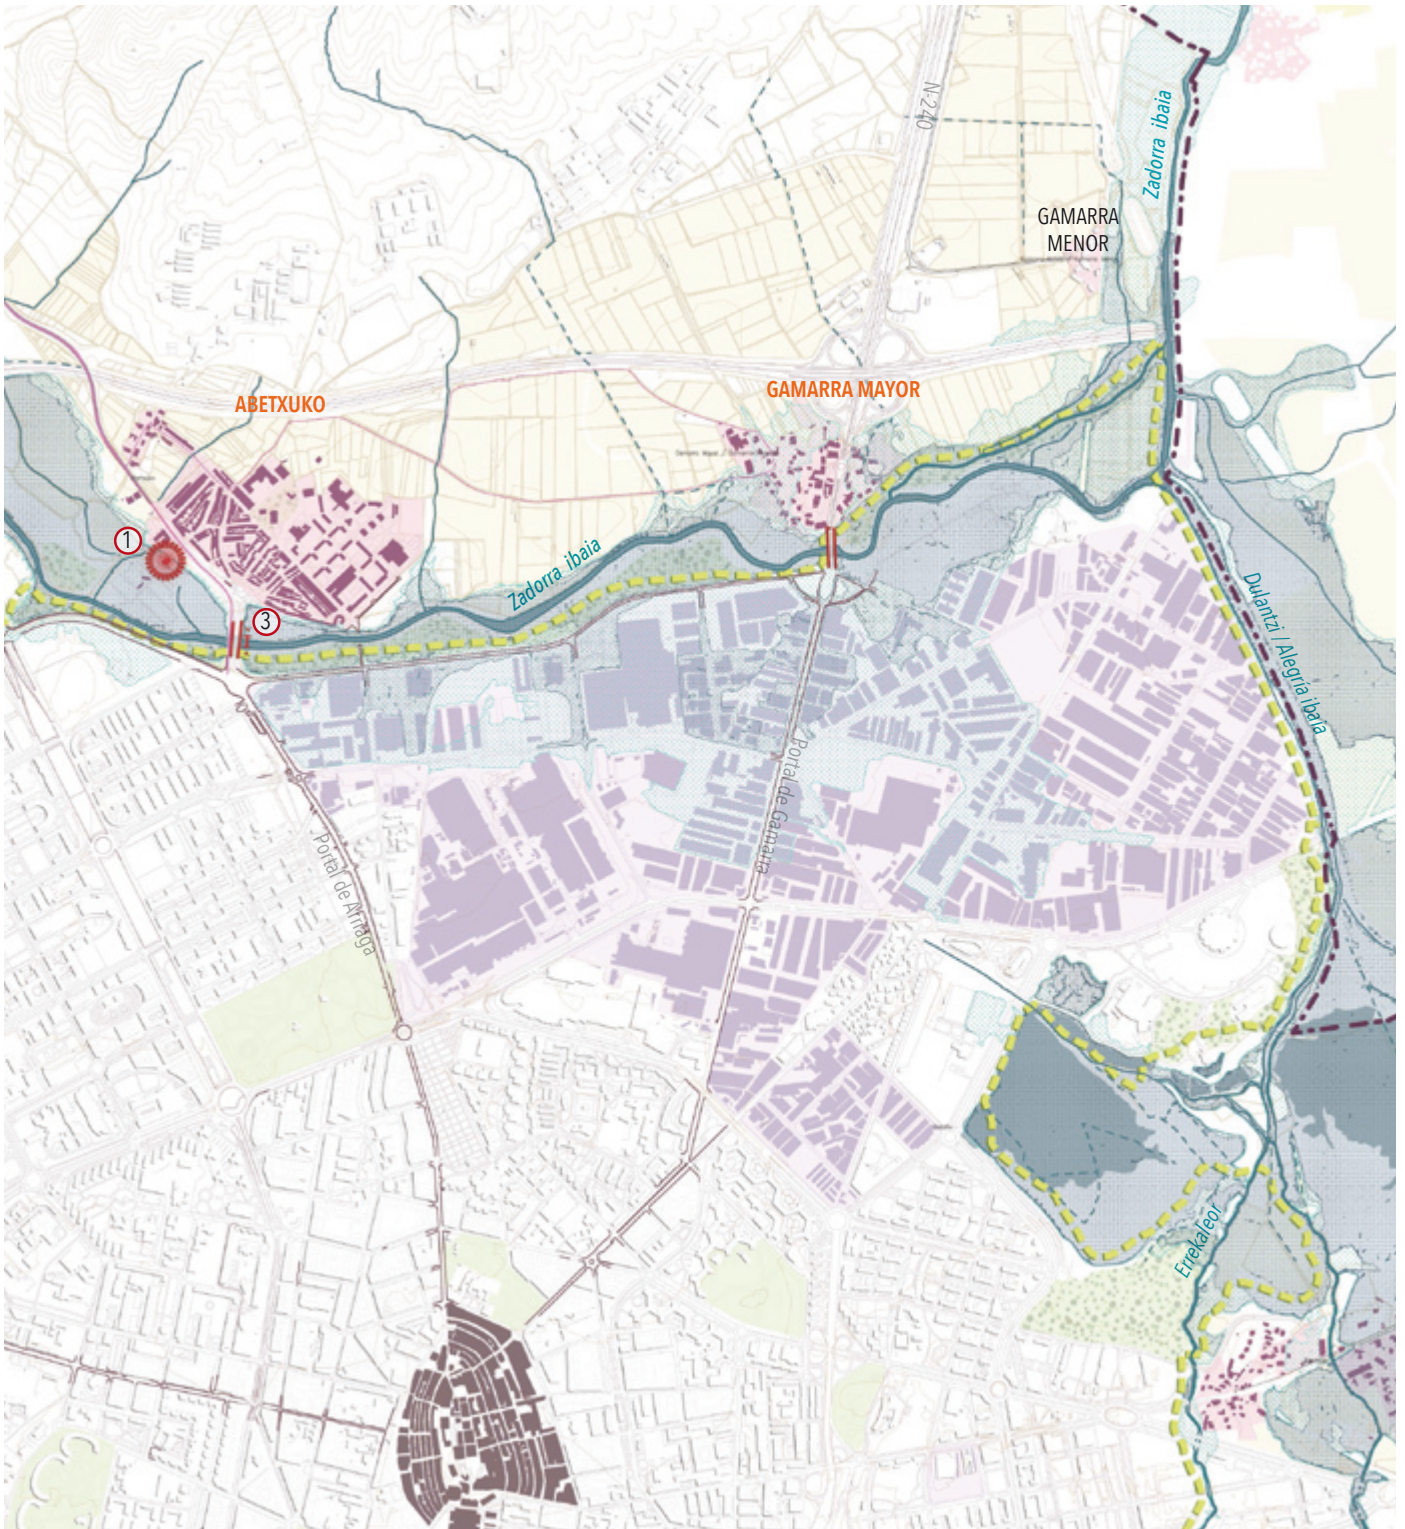 N-240
Zadorra ibaia
GAMARRA
MENOR
GAMARRA MAYOR
ABETXUKO
1
Zadorra ibaia
3
Dulantzi / Alegría ibaia
Portal de Gamarra
Portal de Arriaga
Errekaleor